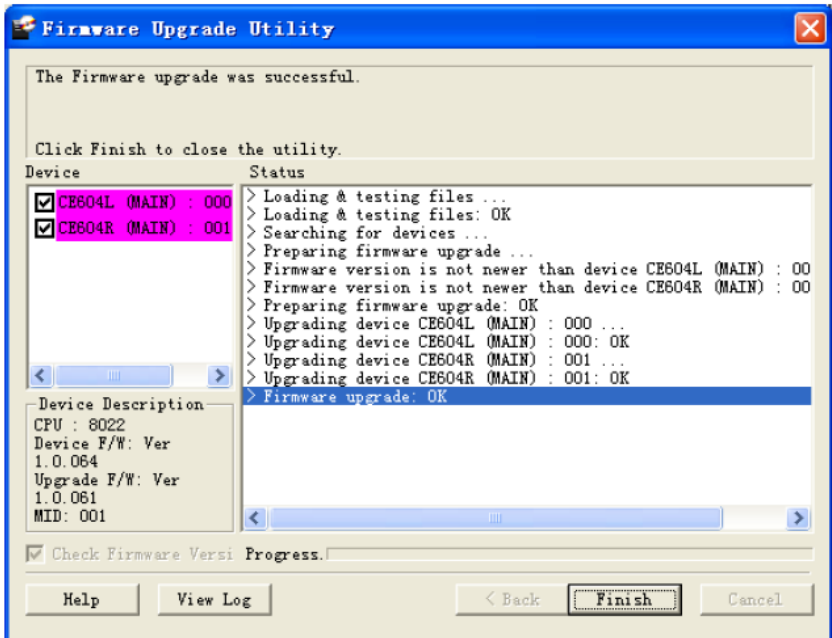 Firmware Upgrade Utility
The Firmware upgrade was successful.
Click Finish to close the utility.
Device
CE604L (MAIN) : 000
CE604R (MAIN) : 001
Status
> Loading & testing files ...
> Loading & testing files: OK
> Searching for devices ...
> Preparing firmware upgrade ...
> Firmware version is not newer than device CE604L (MAIN) : 00
> Firmware version is not newer than device CE604R (MAIN) : 00
> Preparing firmware upgrade: OK
> Upgrading device CE604L (MAIN) : 000 ...
> Upgrading device CE604L (MAIN) : 000: OK
> Upgrading device CE604R (MAIN) : 001 ...
> Upgrading device CE604R (MAIN) : 001: OK
> Firmware upgrade: OK
Device Description
CPU : 8022
Device F/W: Ver
1.0.064
Upgrade F/W: Ver
1.0.061
MID: 001
Check Firmware Versi Progress.
Help View Log < Back Finish Cancel